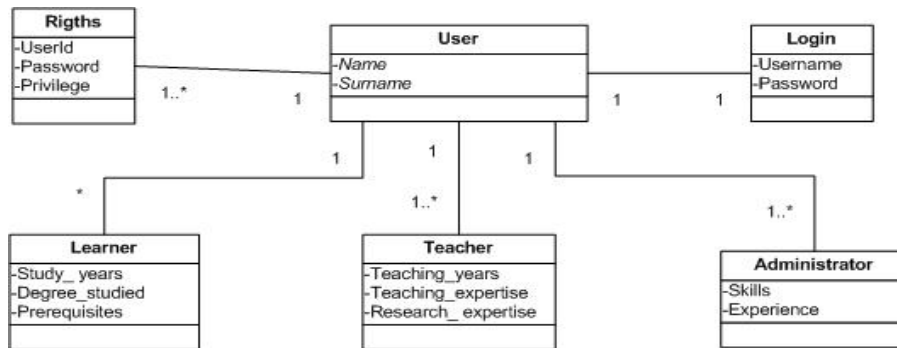 Rigths
-UserId
-Password
-Privilege
User
-Name
-Surname
Login
-Username
-Password
1..*
1
1
1
1
1
1
*
1..*
1..*
Learner
-Study_ years
-Degree_studied
-Prerequisites
Teacher
-Teaching_years
-Teaching_expertise
-Research_ expertise
Administrator
-Skills
-Experience